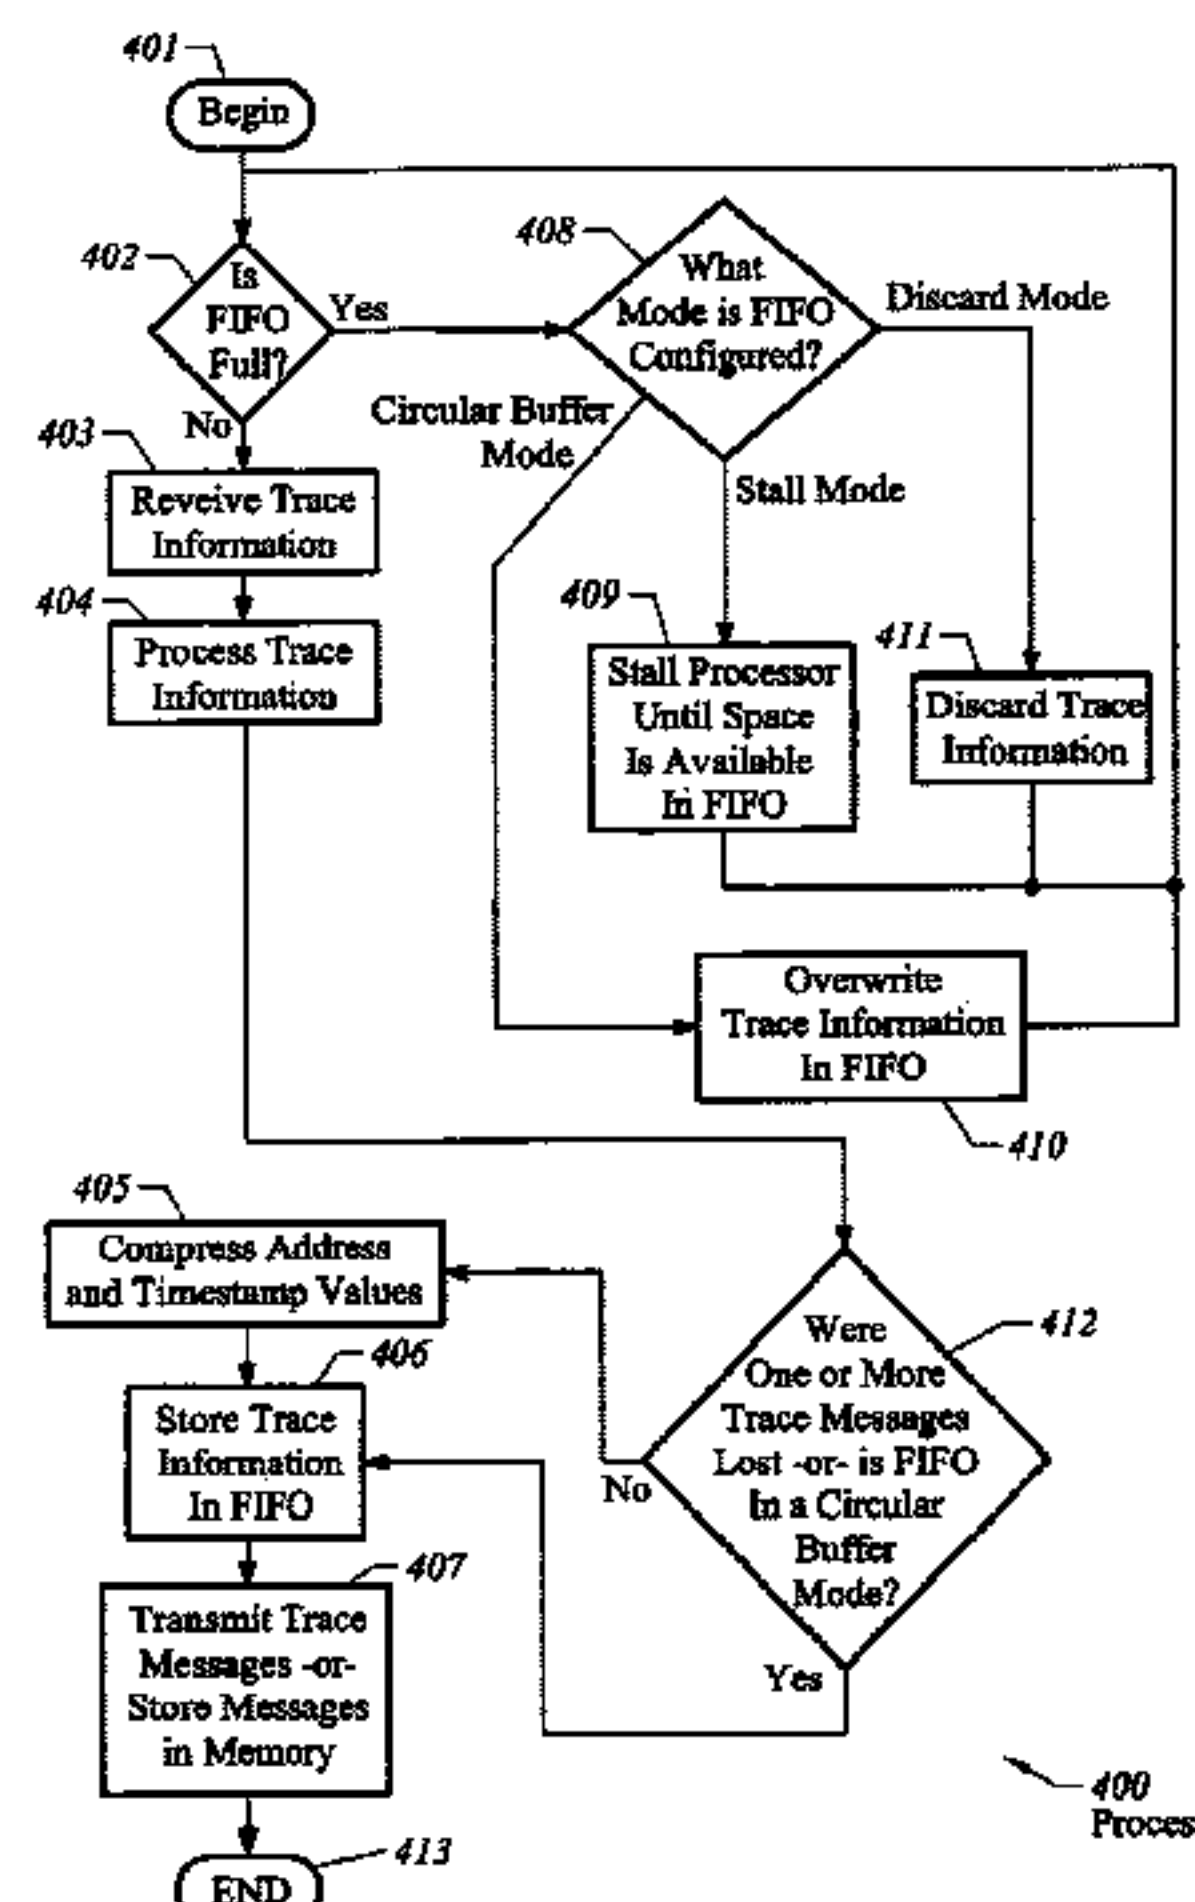 401
Begin
402
Is
FIFO
Full?
Yes
No
408
What
Mode is FIFO
Configured?
Discard Mode
Circular Buffer
Mode
Stall Mode
403
Reveive Trace
Information
404
Process Trace
Information
409
Stall Processor
Until Space
Is Available
In FIFO
411
Discard Trace
Information
Overwrite
Trace Information
In FIFO
410
405
Compress Address
and Timestamp Values
412
Were
One or More
Trace Messages
Lost -or- is FIFO
In a Circular
Buffer
Mode?
No
Yes
406
Store Trace
Information
In FIFO
407
Transmit Trace
Messages -or-
Store Messages
in Memory
400
Proces
413
END